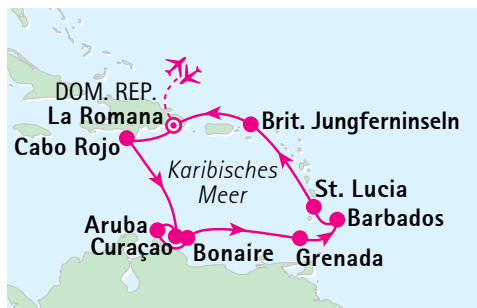 DOM. REP.
La Romana
Cabo Rojo
Brit. Jungferninseln
Karibisches
Meer
St. Lucia
Barbados
Aruba
Curaçao
Bonaire
Grenada